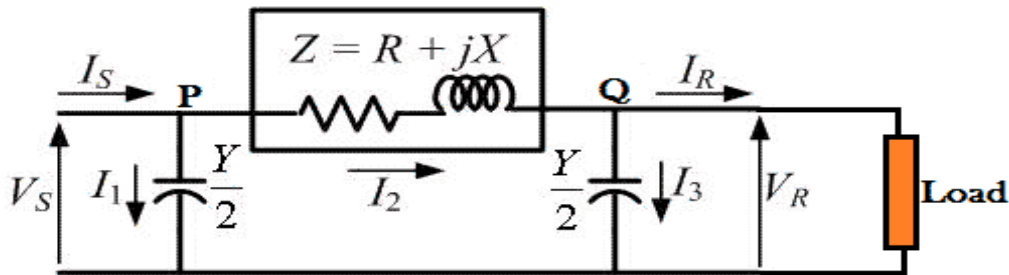 Z = R + jX
I_S
P
Q
I_R
V_S
I_1
Y/2
I_2
Y/2
I_3
V_R
Load